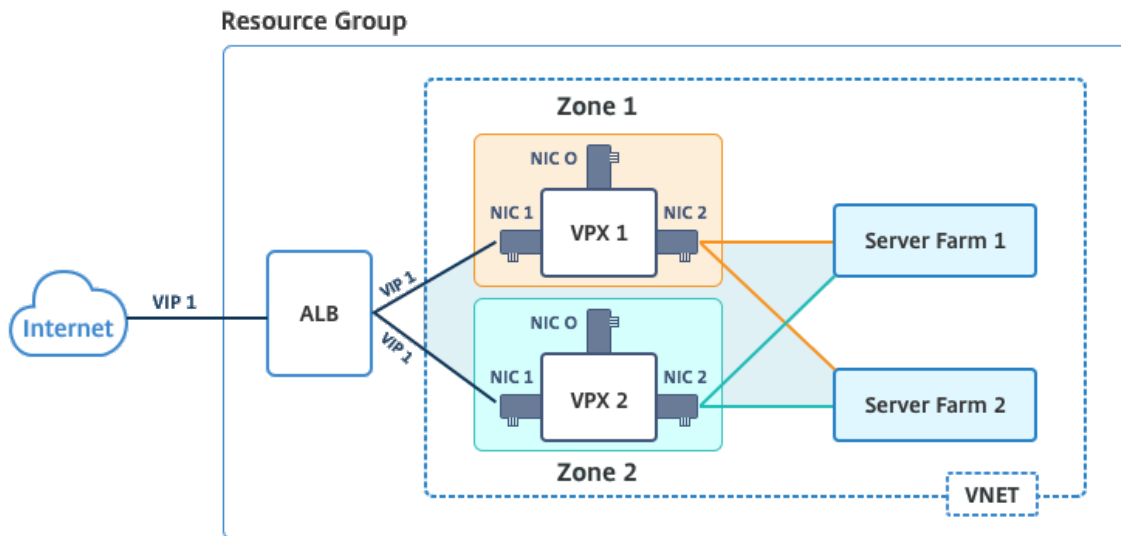 Resource Group
Zone 1
NIC O
NIC 1
NIC 2
VPX 1
Server Farm 1
VIP 1
VIP 1
ALB
Internet
VIP 1
NIC O
NIC 1
NIC 2
VPX 2
Server Farm 2
Zone 2
VNET